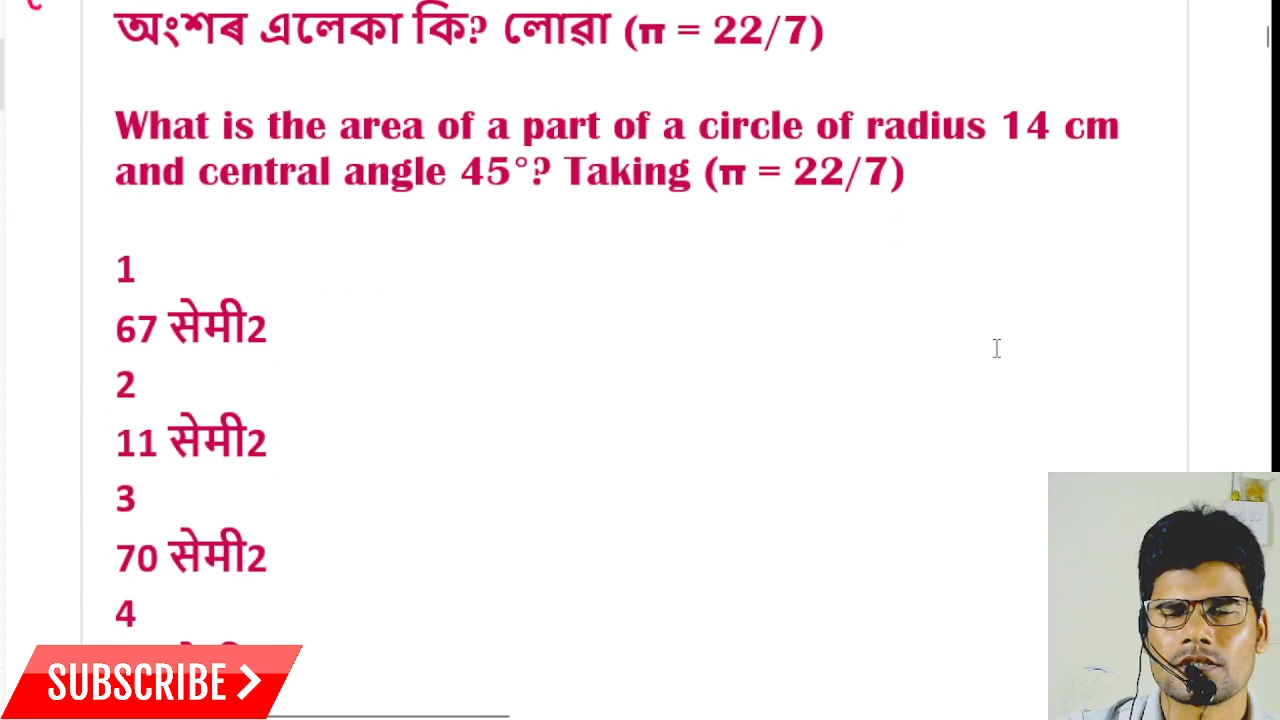 অংশৰ এলেকা কি? লোৱা (π = 22/7)
What is the area of a part of a circle of radius 14 cm
and central angle 45°? Taking (π = 22/7)
1
67 सेमी2
2
11 सेमी2
3
70 सेमी2
4
SUBSCRIBE